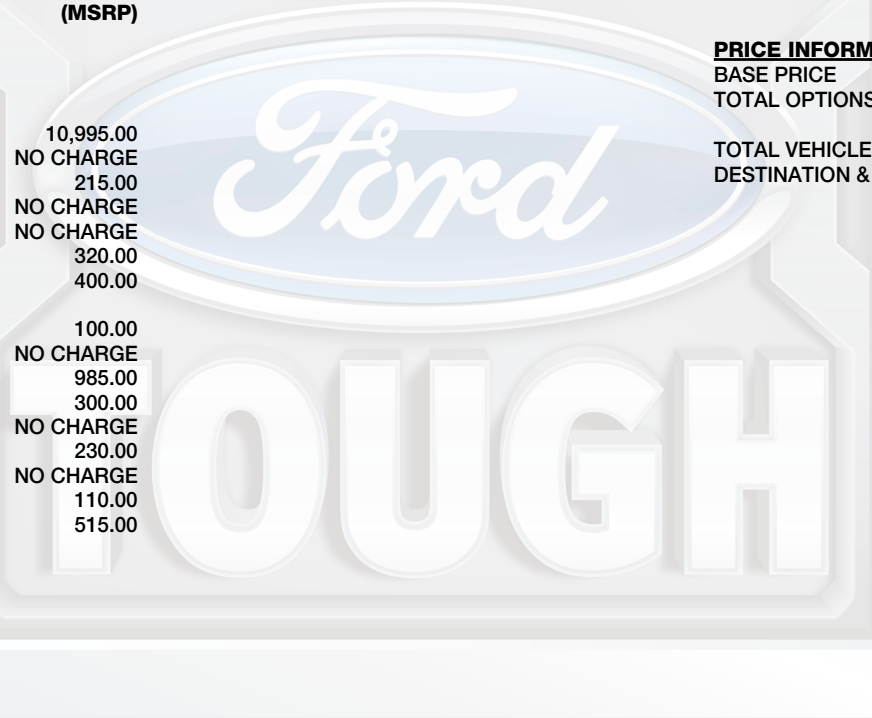 (MSRP)
10,995.00
NO CHARGE
215.00
NO CHARGE
NO CHARGE
320.00
400.00
100.00
NO CHARGE
985.00
300.00
NO CHARGE
230.00
NO CHARGE
110.00
515.00
PRICE INFORM
BASE PRICE
TOTAL OPTIONS
TOTAL VEHICLE
DESTINATION &
Ford
TOUGH